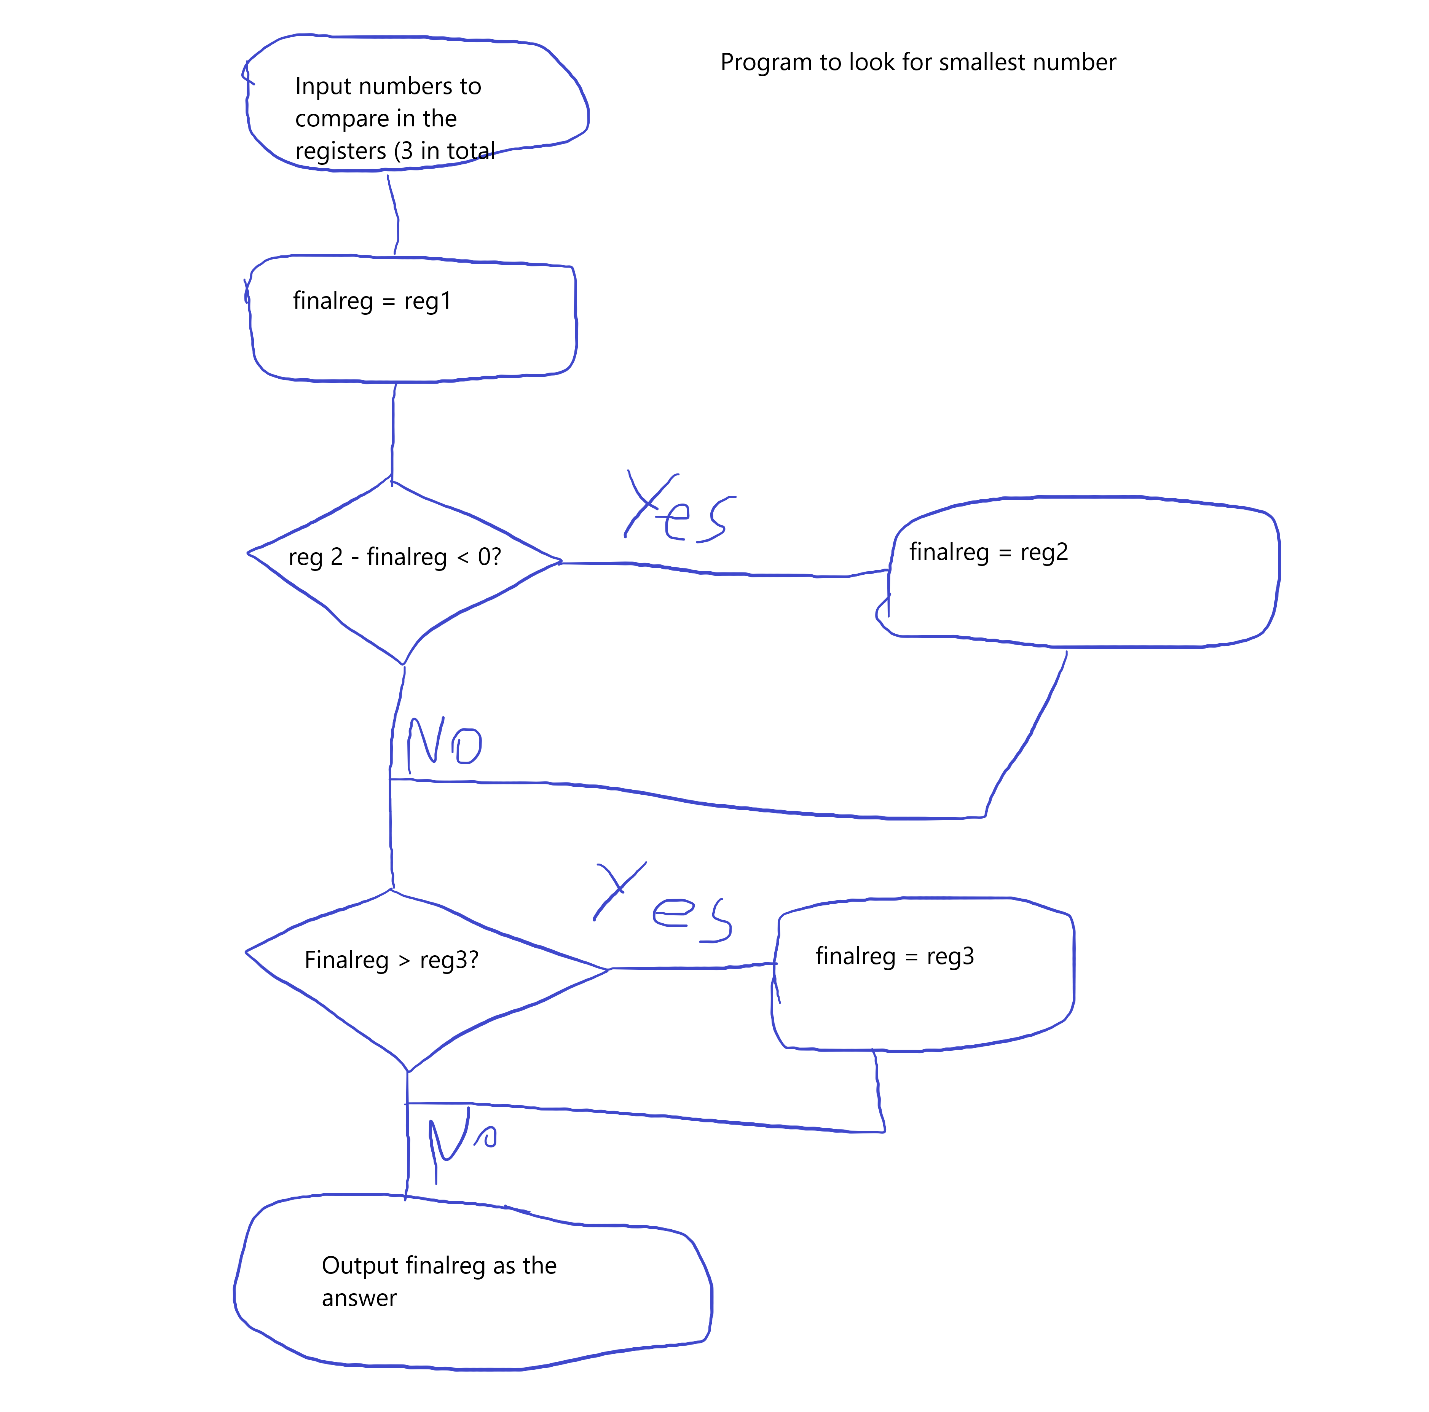 Program to look for smallest number
Input numbers to
compare in the
registers (3 in total
finalreg = reg1
reg 2 - finalreg < 0?
Yes
finalreg = reg2
No
Finalreg > reg3?
Yes
finalreg = reg3
No
Output finalreg as the
answer